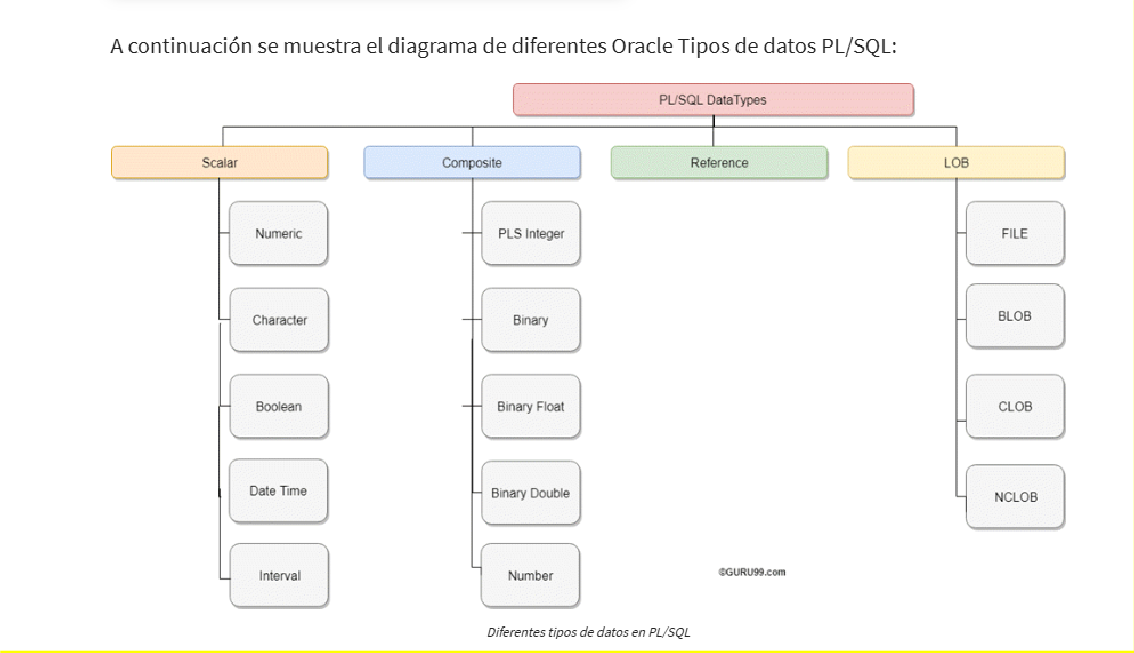 A continuación se muestra el diagrama de diferentes Oracle Tipos de datos PL/SQL:
PL/SQL DataTypes
Scalar
Composite
Reference
LOB
Numeric
PLS Integer
FILE
Character
Binary
BLOB
Boolean
Binary Float
CLOB
Date Time
Binary Double
NCLOB
Interval
Number
©GURU99.com
Diferentes tipos de datos en PL/SQL